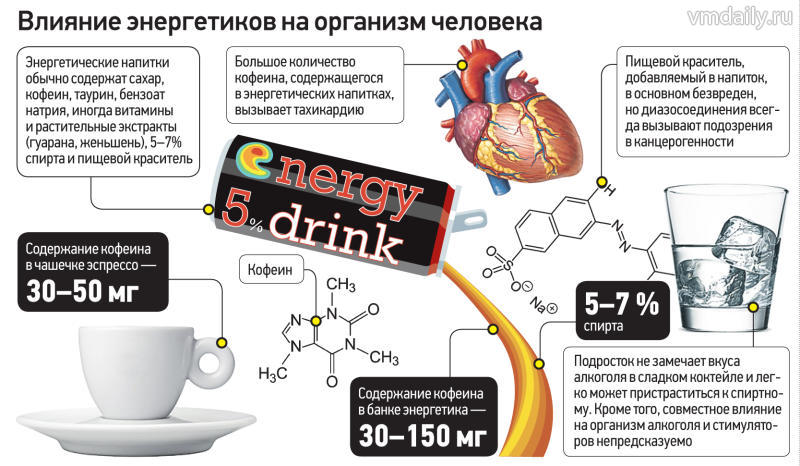 vmdaily.ru
Влияние энергетиков на организм человека
Энергетические напитки
обычно содержат сахар,
кофеин, таурин, бензоат
натрия, иногда витамины
и растительные экстракты
(гуарана, женьшень), 5–7%
спирта и пищевой краситель
Большое количество
кофеина, содержащегося
в энергетических напитках,
вызывает тахикардию
Пищевой краситель,
добавляемый в напиток,
в основном безвреден,
но диазосоединения всег-
да вызывают подозрения
в канцерогенности
energy
5% drink
Содержание кофеина
в чашечке эспрессо —
30–50 мг
Кофеин
O
N
N
N
N
O
CH₃
CH₃
H₃C
Содержание кофеина
в банке энергетика —
30–150 мг
H
N
N
O
S
O
O
Na
5–7 %
спирта
Подросток не замечает вкуса
алкоголя в сладком коктейле и лег-
ко может пристраститься к спиртно-
му. Кроме того, совместное влияние
на организм алкоголя и стимулято-
ров непредсказуемо